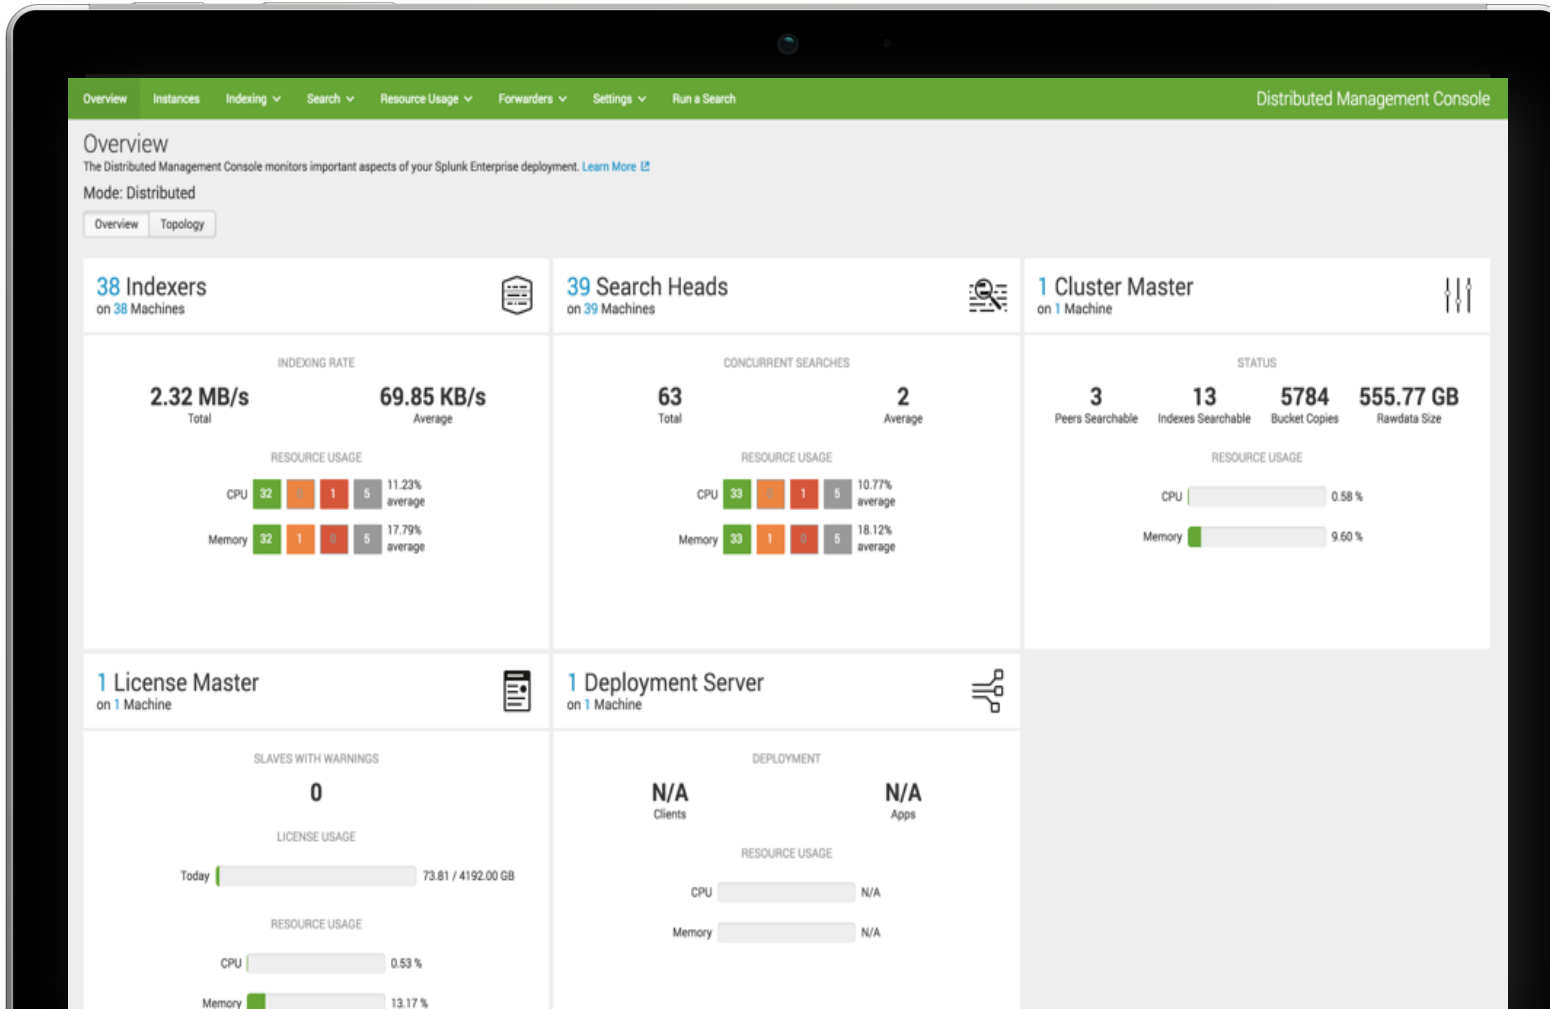 Overview Instances Indexing Search Resource Usage Forwarders Settings Run a Search Distributed Management Console
Overview
The Distributed Management Console monitors important aspects of your Splunk Enterprise deployment. Learn More
Mode: Distributed
Overview Topology
38 Indexers
on 38 Machines
INDEXING RATE
2.32 MB/s 69.85 KB/s
Total Average
RESOURCE USAGE
CPU 32 0 1 5 11.23% average
Memory 32 1 0 5 17.79% average
39 Search Heads
on 39 Machines
CONCURRENT SEARCHES
63 2
Total Average
RESOURCE USAGE
CPU 33 0 1 5 10.77% average
Memory 33 1 0 5 18.12% average
1 Cluster Master
on 1 Machine
STATUS
3 13 5784 555.77 GB
Peers Searchable Indexes Searchable Bucket Copies Rawdata Size
RESOURCE USAGE
CPU 0.58 %
Memory 9.60 %
1 License Master
on 1 Machine
SLAVES WITH WARNINGS
0
LICENSE USAGE
Today 73.81 / 4192.00 GB
RESOURCE USAGE
CPU 0.53 %
Memory 13.17 %
1 Deployment Server
on 1 Machine
DEPLOYMENT
N/A N/A
Clients Apps
RESOURCE USAGE
CPU N/A
Memory N/A